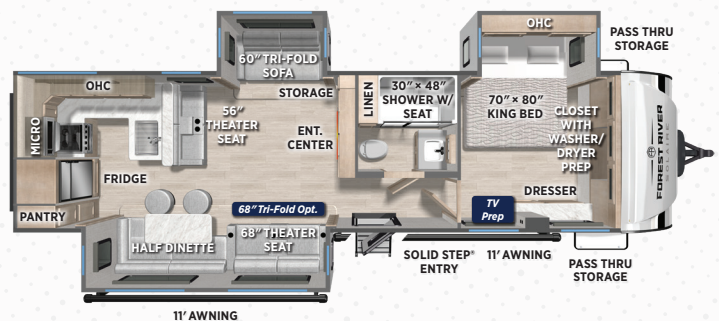 OHC
PASS THRU
STORAGE
60" TRI-FOLD
SOFA
OHC
STORAGE
LINEN
30" × 48"
SHOWER W/
SEAT
70" × 80"
KING BED
MICRO
56"
THEATER
SEAT
ENT.
CENTER
CLOSET
WITH
WASHER/
DRYER
PREP
FOREST RIVER
SOLAIRE
FRIDGE
PANTRY
68" Tri-Fold Opt.
TV
Prep
DRESSER
HALF DINETTE
68" THEATER
SEAT
SOLID STEP®
ENTRY
11' AWNING
PASS THRU
STORAGE
11' AWNING